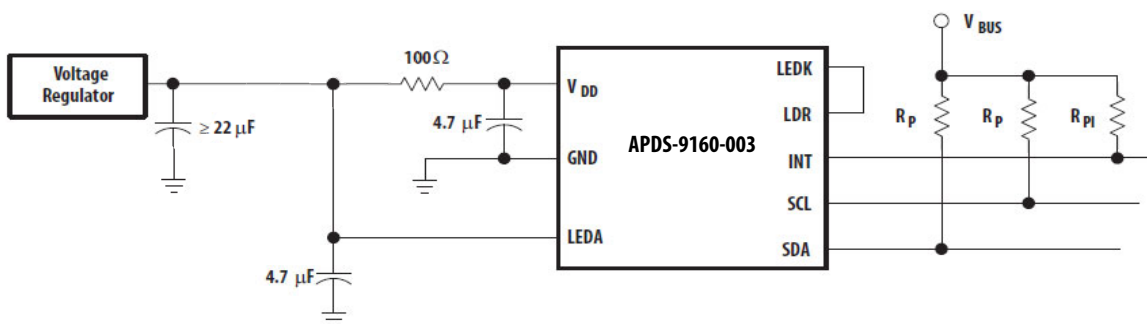 V BUS
Voltage
Regulator
100Ω
≥ 22 μF
4.7 μF
4.7 μF
V DD
GND
LEDA
APDS-9160-003
LEDK
LDR
INT
SCL
SDA
R P
R P
R PI